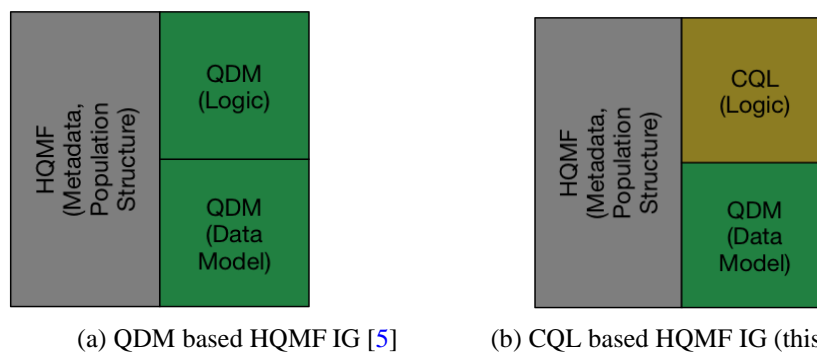 HQMF
(Metadata,
Population
Structure)
QDM
(Logic)
QDM
(Data
Model)
HQMF
(Metadata,
Population
Structure)
CQL
(Logic)
QDM
(Data
Model)
(a) QDM based HQMF IG [5]
(b) CQL based HQMF IG (this